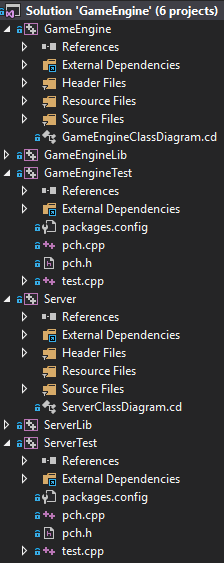 Solution 'GameEngine' (6 projects)
GameEngine
References
External Dependencies
Header Files
Resource Files
Source Files
GameEngineClassDiagram.cd
GameEngineLib
GameEngineTest
References
External Dependencies
packages.config
pch.cpp
pch.h
test.cpp
Server
References
External Dependencies
Header Files
Resource Files
Source Files
ServerClassDiagram.cd
ServerLib
ServerTest
References
External Dependencies
packages.config
pch.cpp
pch.h
test.cpp